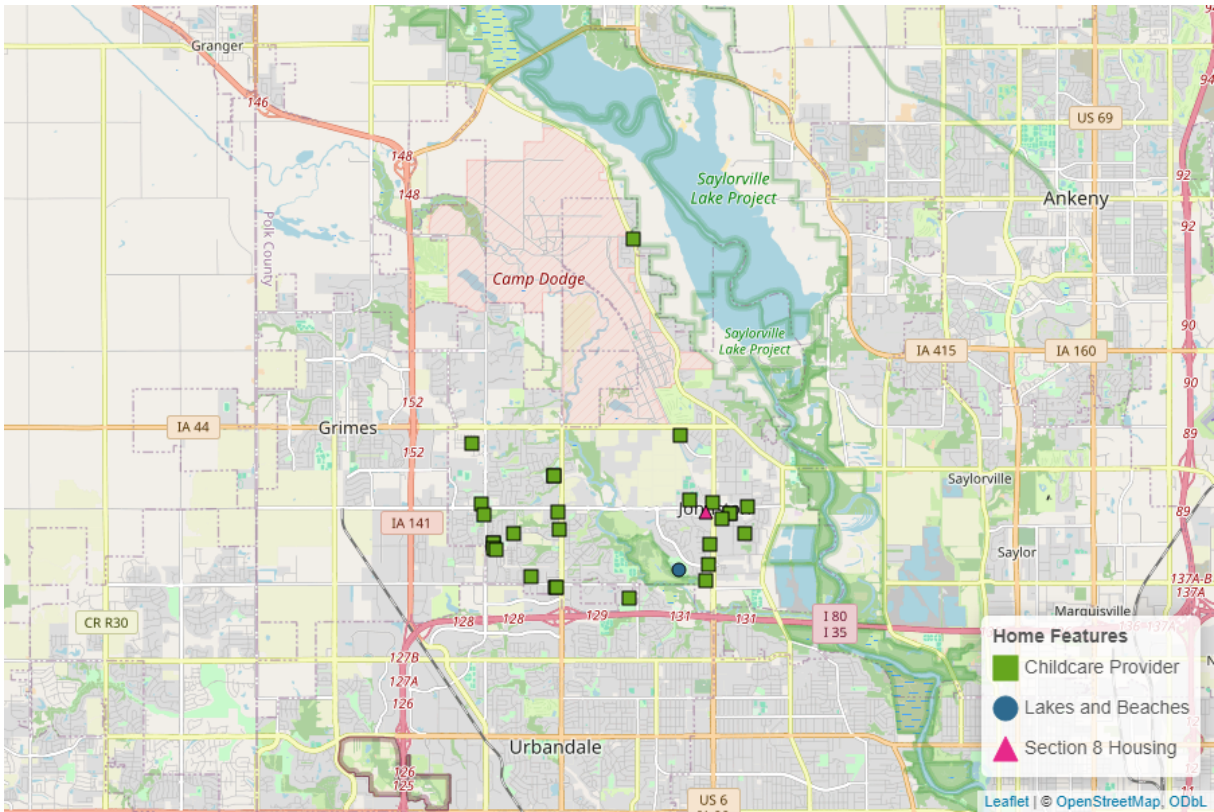 Granger
146
148
148
US 69
92
Saylorville
Lake Project
Ankeny
92
Polk County
Camp Dodge
Saylorville
Lake Project
90
IA 415
IA 160
90
152
IA 44
Grimes
89
152
89
Saylorville
IA 141
Saylor
137A-B
137A
CR R30
128
128
129
131
131
I 80
I 35
Marquisville
127B
127A
126
Urbandale
126
125
US 6
Home Features
Childcare Provider
Lakes and Beaches
Section 8 Housing
Leaflet | © OpenStreetMap, ODbL